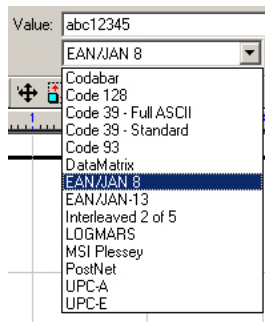 Value: abc12345
EAN/JAN 8
Codabar
Code 128
1
Code 39 - Full ASCII
Code 39 - Standard
Code 93
DataMatrix
EAN/JAN 8
EAN/JAN-13
Interleaved 2 of 5
LOGMARS
MSI Plessey
PostNet
UPC-A
UPC-E